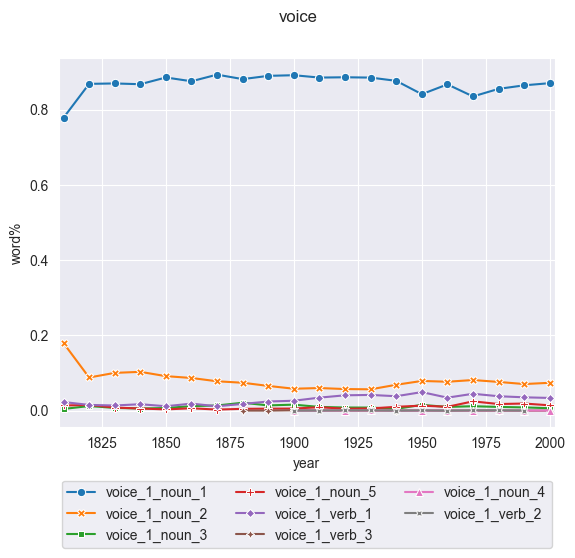 voice
word%
0.8
0.6
0.4
0.2
0.0
1825 1850 1875 1900 1925 1950 1975 2000
year
voice_1_noun_1 voice_1_noun_5 voice_1_noun_4
voice_1_noun_2 voice_1_verb_1 voice_1_verb_2
voice_1_noun_3 voice_1_verb_3